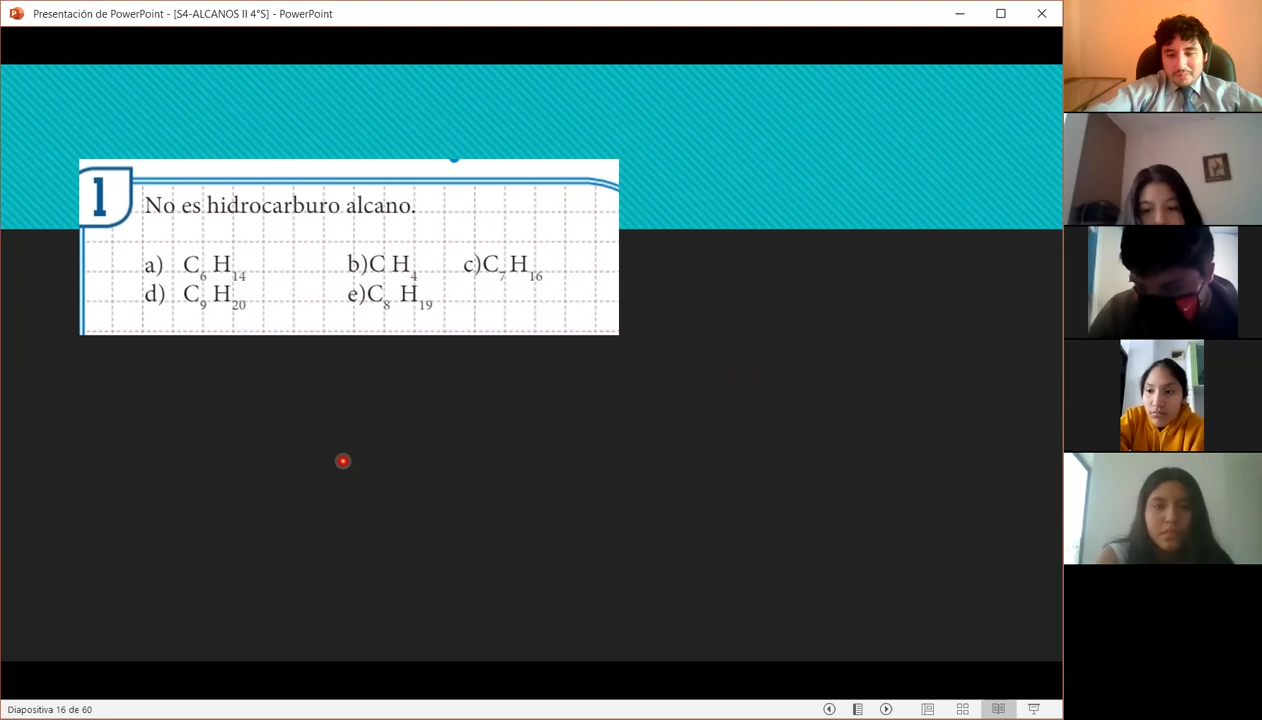 Presentación de PowerPoint - [S4-ALCANOS II 4°S] - PowerPoint
1
No es hidrocarburo alcano.
a) C₆ H₁₄ b)C H₄ c)C₇ H₁₆
d) C₉ H₂₀ e)C₈ H₁₉
Diapositiva 16 de 60